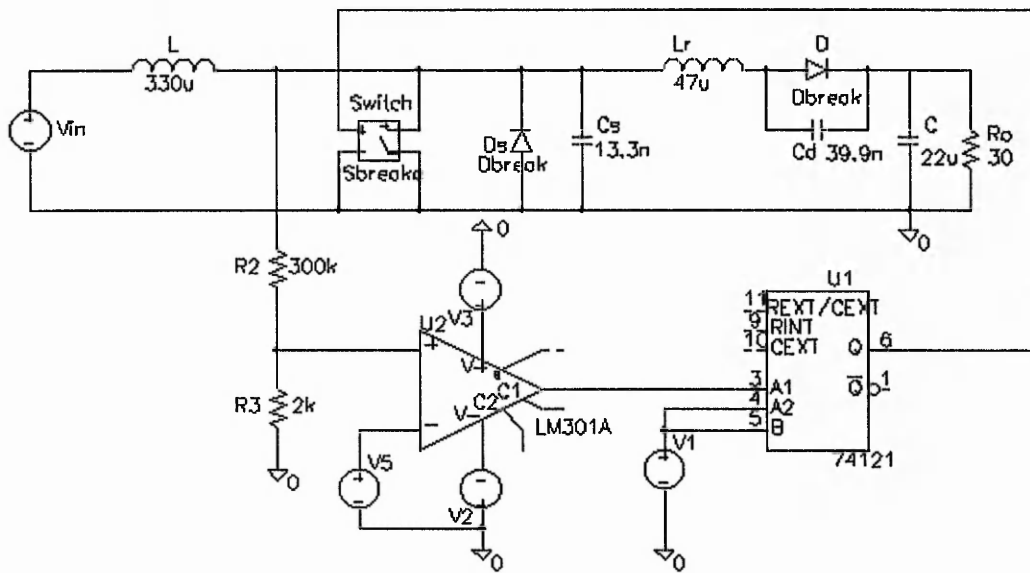 L
330u
Vin
Switch
Sbreake
Ds
Dbreak
Cs
13.3n
Lr
47u
D
Dbreak
Cd 39.9n
C
22u
Ro
30
0
0
R2 300k
R3 2k
0
V3
U2
+
V-
C1
C2
V-
LM301A
V5
V2
0
V1
0
U1
11 REXT/CEXT
9 RINT
10 CEXT
Q 6
3 A1
Q 1
4 A2
5 B
74121